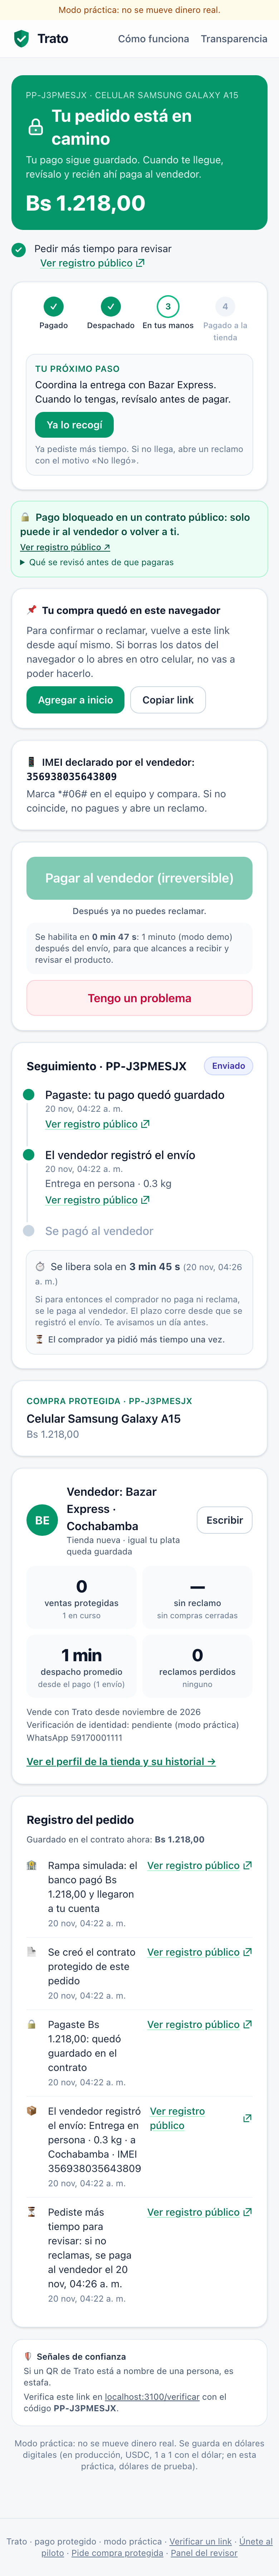 Modo práctica: no se mueve dinero real.
Trato
Cómo funciona
Transparencia
PP-J3PMESJX · CELULAR SAMSUNG GALAXY A15
Tu pedido está en
camino
Tu pago sigue guardado. Cuando te llegue,
revísalo y recién ahí paga al vendedor.
Bs 1.218,00
Pedir más tiempo para revisar
Ver registro público
3
4
Pagado
Despachado
En tus manos
Pagado a la
tienda
TU PRÓXIMO PASO
Coordina la entrega con Bazar Express.
Cuando lo tengas, revísalo antes de pagar.
Ya lo recogí
Ya pediste más tiempo. Si no llega, abre un reclamo
con el motivo «No llegó».
Pago bloqueado en un contrato público: solo
puede ir al vendedor o volver a ti.
Ver registro público ↗
▶ Qué se revisó antes de que pagaras
Tu compra quedó en este navegador
Para confirmar o reclamar, vuelve a este link
desde aquí mismo. Si borras los datos del
navegador o lo abres en otro celular, no vas a
poder hacerlo.
Agregar a inicio
Copiar link
IMEI declarado por el vendedor:
356938035643809
Marca *#06# en el equipo y compara. Si no
coincide, no pagues y abre un reclamo.
Pagar al vendedor (irreversible)
Después ya no puedes reclamar.
Se habilita en 0 min 47 s: 1 minuto (modo demo)
después del envío, para que alcances a recibir y
revisar el producto.
Tengo un problema
Seguimiento · PP-J3PMESJX
Enviado
Pagaste: tu pago quedó guardado
20 nov, 04:22 a. m.
Ver registro público
El vendedor registró el envío
20 nov, 04:22 a. m.
Entrega en persona · 0.3 kg
Ver registro público
Se pagó al vendedor
Se libera sola en 3 min 45 s (20 nov, 04:26
a. m.)
Si para entonces el comprador no paga ni reclama,
se le paga al vendedor. El plazo corre desde que se
registró el envío. Te avisamos un día antes.
El comprador ya pidió más tiempo una vez.
COMPRA PROTEGIDA · PP-J3PMESJX
Celular Samsung Galaxy A15
Bs 1.218,00
BE
Vendedor: Bazar
Express ·
Cochabamba
Tienda nueva · igual tu plata
queda guardada
Escribir
0
ventas protegidas
1 en curso
—
sin reclamo
sin compras cerradas
1 min
despacho promedio
desde el pago (1 envío)
0
reclamos perdidos
ninguno
Vende con Trato desde noviembre de 2026
Verificación de identidad: pendiente (modo práctica)
WhatsApp 59170001111
Ver el perfil de la tienda y su historial →
Registro del pedido
Guardado en el contrato ahora: Bs 1.218,00
Rampa simulada: el
banco pagó Bs
1.218,00 y llegaron
a tu cuenta
20 nov, 04:22 a. m.
Ver registro público
Se creó el contrato
protegido de este
pedido
20 nov, 04:22 a. m.
Ver registro público
Pagaste Bs
1.218,00: quedó
guardado en el
contrato
20 nov, 04:22 a. m.
Ver registro público
El vendedor registró
el envío: Entrega en
persona · 0.3 kg · a
Cochabamba · IMEI
356938035643809
20 nov, 04:22 a. m.
Ver registro
público
Pediste más
tiempo para
revisar: si no
reclamas, se paga
al vendedor el 20
nov, 04:26 a. m.
20 nov, 04:22 a. m.
Ver registro público
Señales de confianza
Si un QR de Trato está a nombre de una persona, es
estafa.
Verifica este link en localhost:3100/verificar con el
código PP-J3PMESJX.
Modo práctica: no se mueve dinero real. Se guarda en dólares
digitales (en producción, USDC, 1 a 1 con el dólar; en esta
práctica, dólares de prueba).
Trato · pago protegido · modo práctica · Verificar un link · Únete al
piloto · Pide compra protegida · Panel del revisor